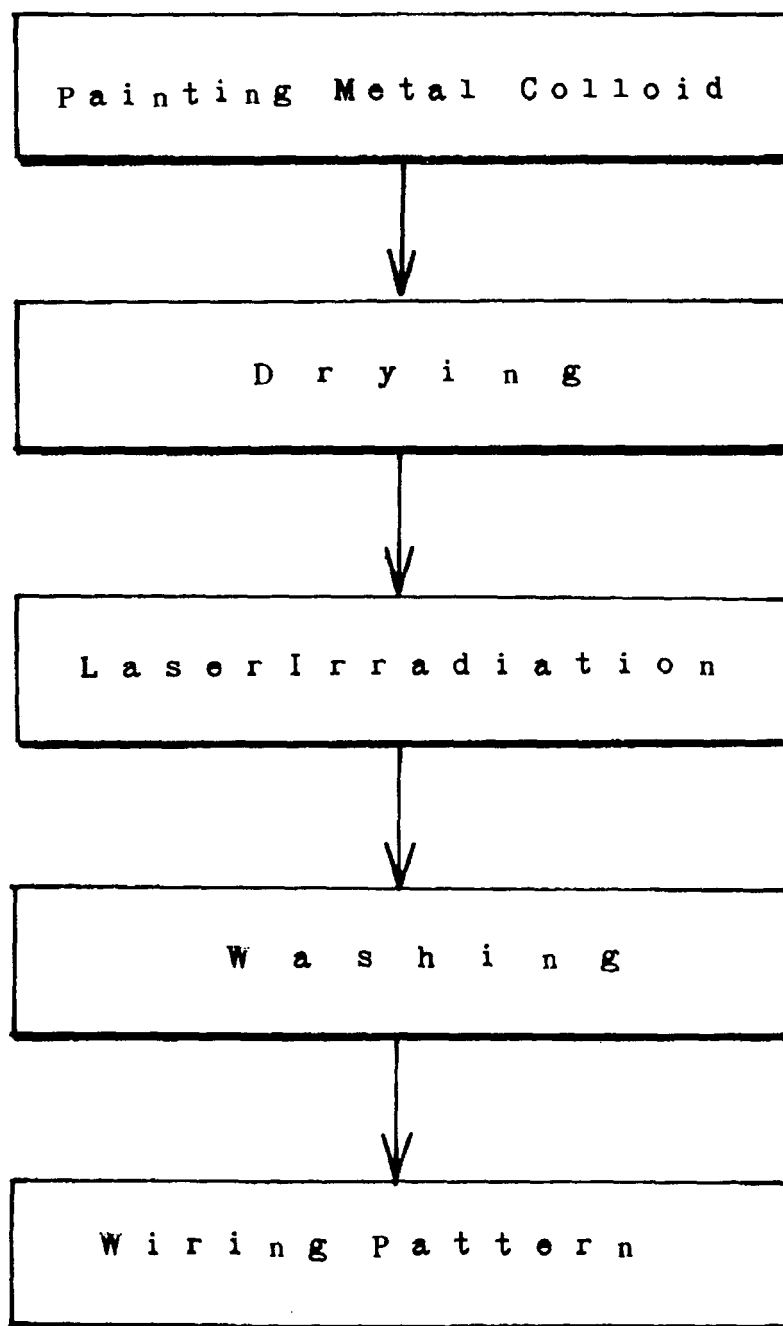 Painting Metal Colloid
Drying
LaserIrradiation
Washing
Wiring Pattern